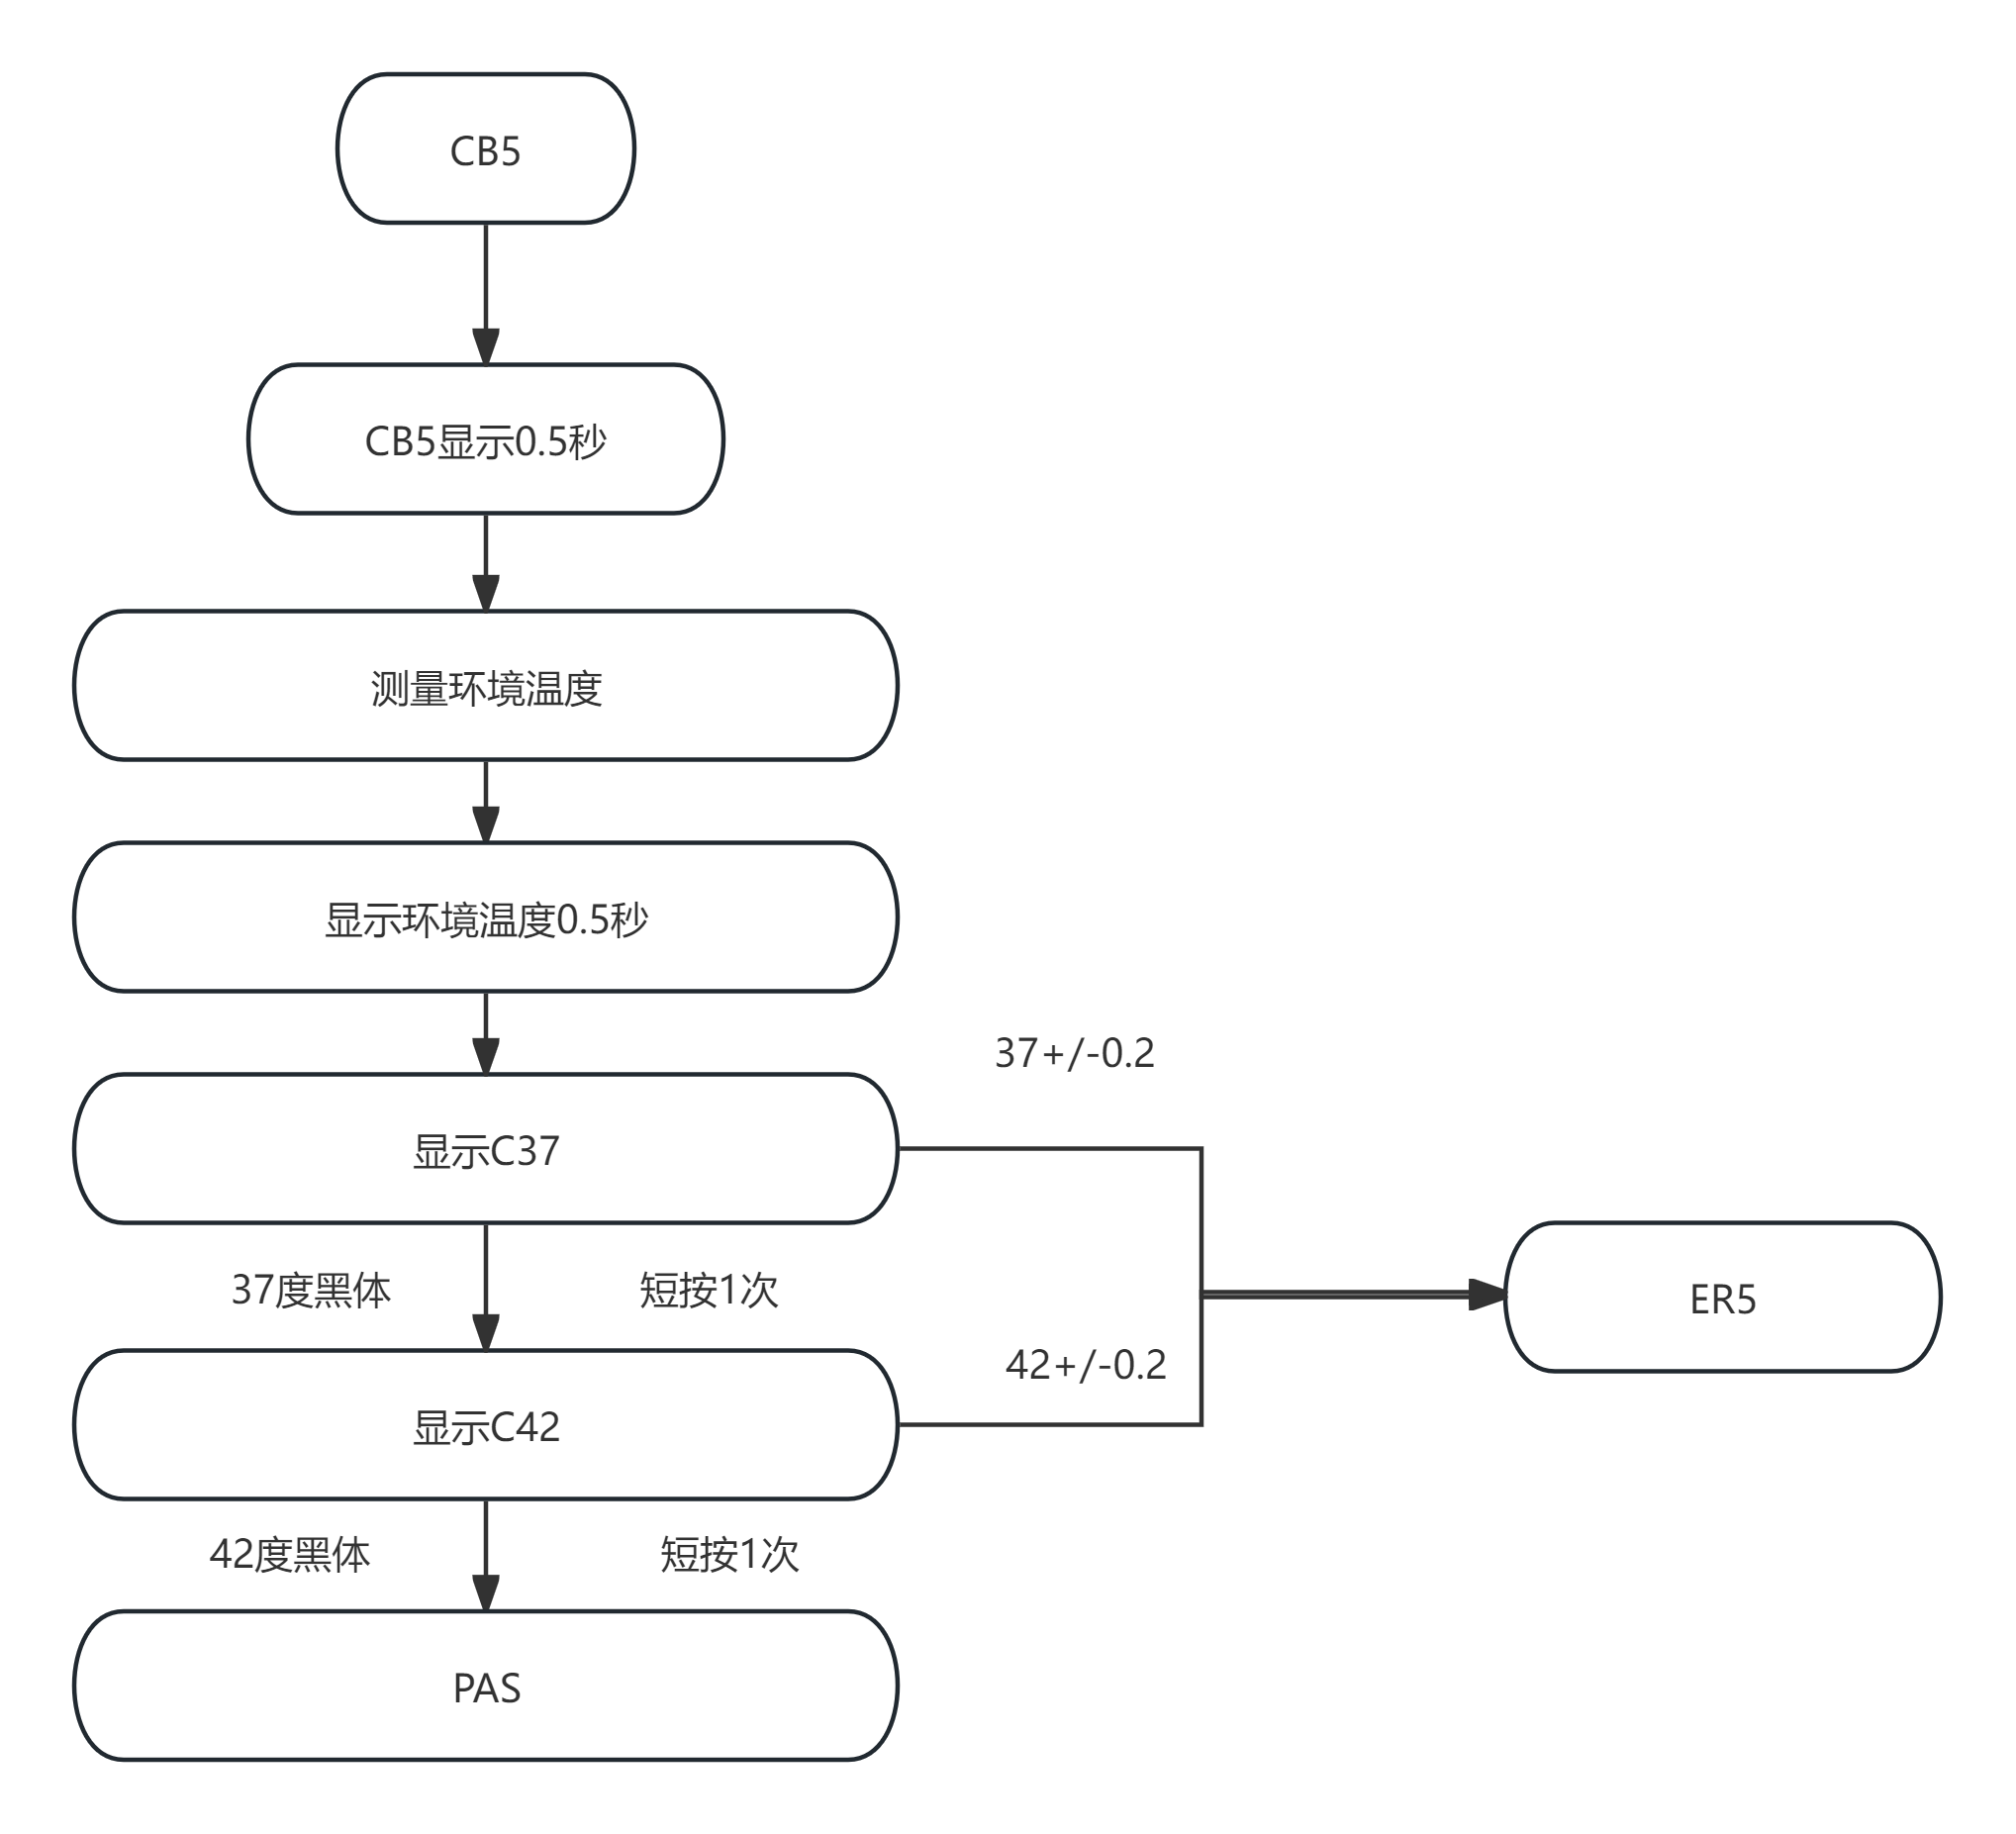 CB5
CB5显示0.5秒
测量环境温度
显示环境温度0.5秒
37+/-0.2
显示C37
37度黑体
短按1次
ER5
42+/-0.2
显示C42
42度黑体
短按1次
PAS